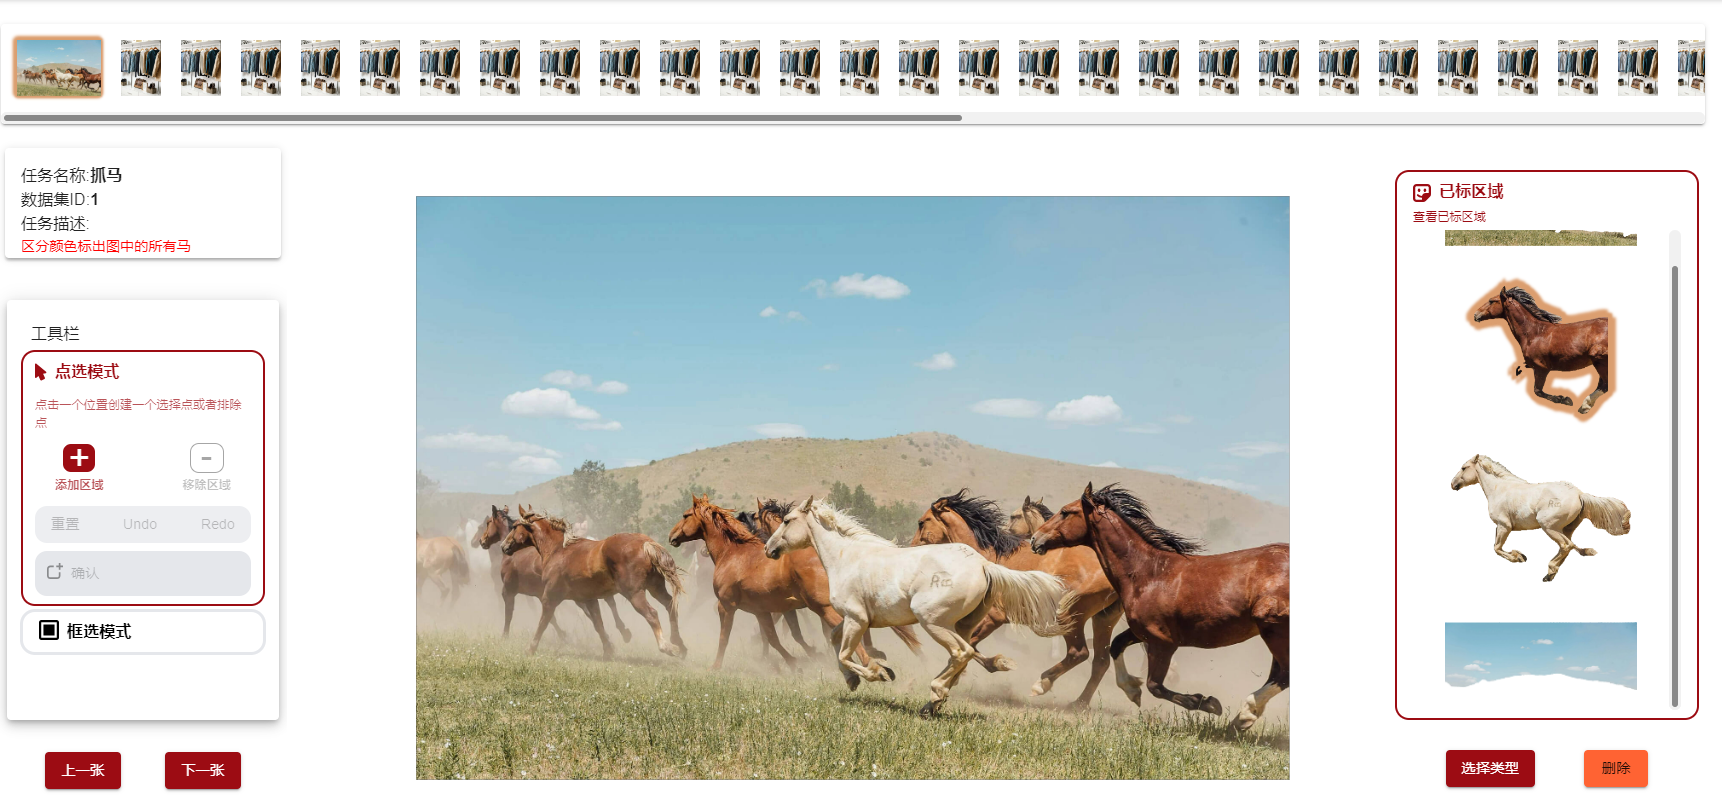 任务名称:抓马
数据集ID:1
任务描述:
区分颜色标出图中的所有马
工具栏
点选模式
点击一个位置创建一个选择点或者排除
点
添加区域
移除区域
重置 Undo Redo
确认
框选模式
上一张
下一张
已标区域
查看已标区域
选择类型
删除